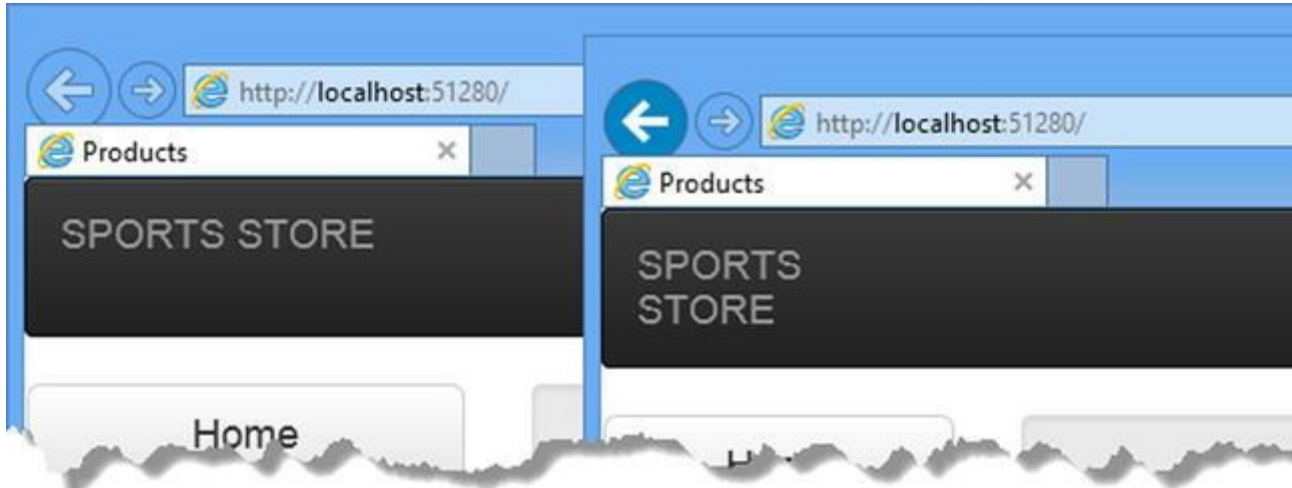 http://localhost:51280/
Products
SPORTS STORE
Home
http://localhost:51280/
Products
SPORTS
STORE